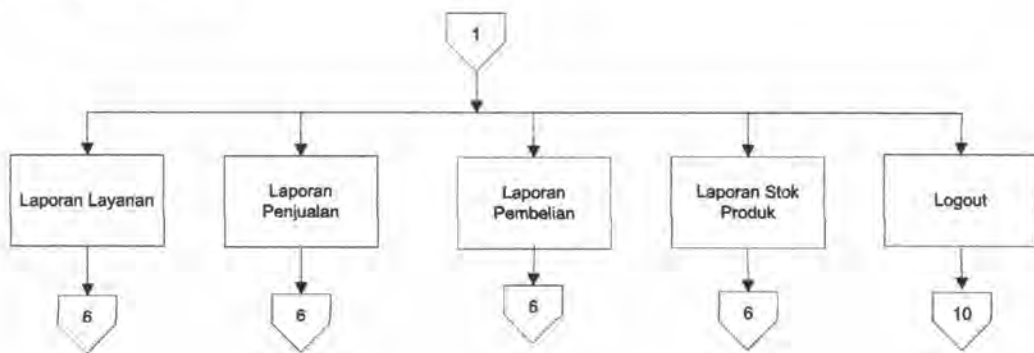 1
Laporan Layanan
Laporan
Penjualan
Laporan
Pembelian
Laporan Stok
Produk
Logout
6
6
6
6
10